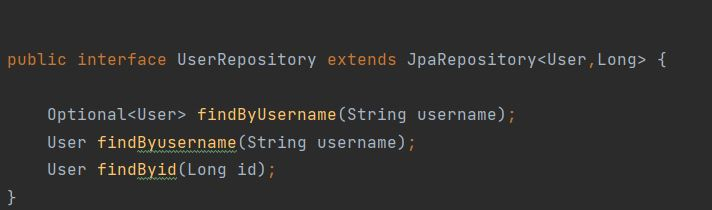 public interface UserRepository extends JpaRepository<User,Long> {
Optional<User> findByUsername(String username);
User findByusername(String username);
User findByid(Long id);
}